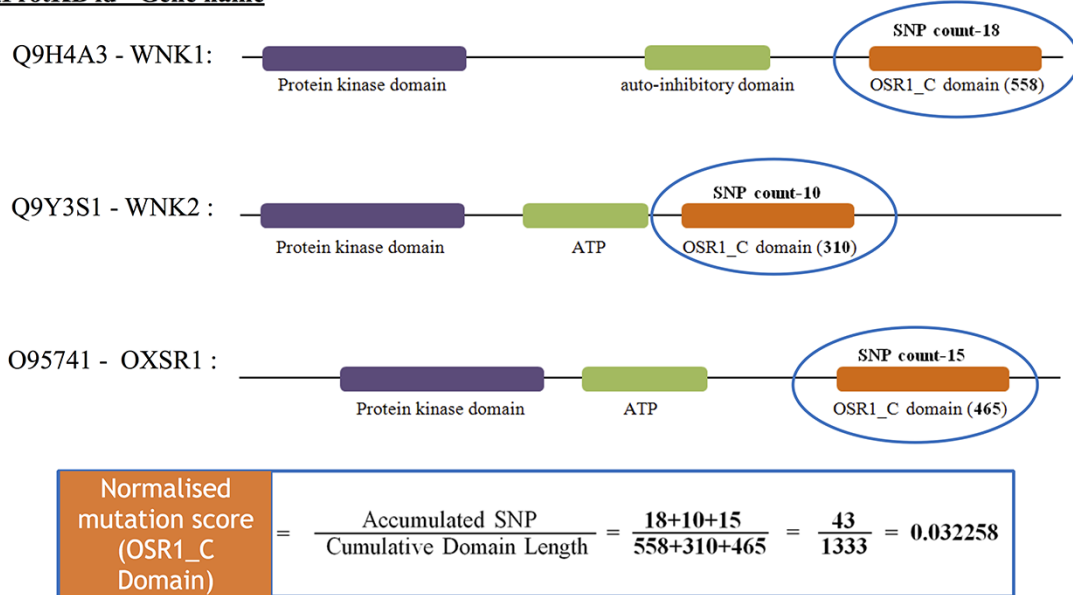 Gene name
SNP count-18
Q9H4A3 - WNK1:
Protein kinase domain auto-inhibitory domain OSR1_C domain (558)
SNP count-10
Q9Y3S1 - WNK2 :
Protein kinase domain ATP OSR1_C domain (310)
SNP count-15
O95741 - OXSR1 :
Protein kinase domain ATP OSR1_C domain (465)
Normalised
mutation score
(OSR1_C
Domain)
= Accumulated SNP = 18+10+15 = 43 = 0.032258
Cumulative Domain Length 558+310+465 1333